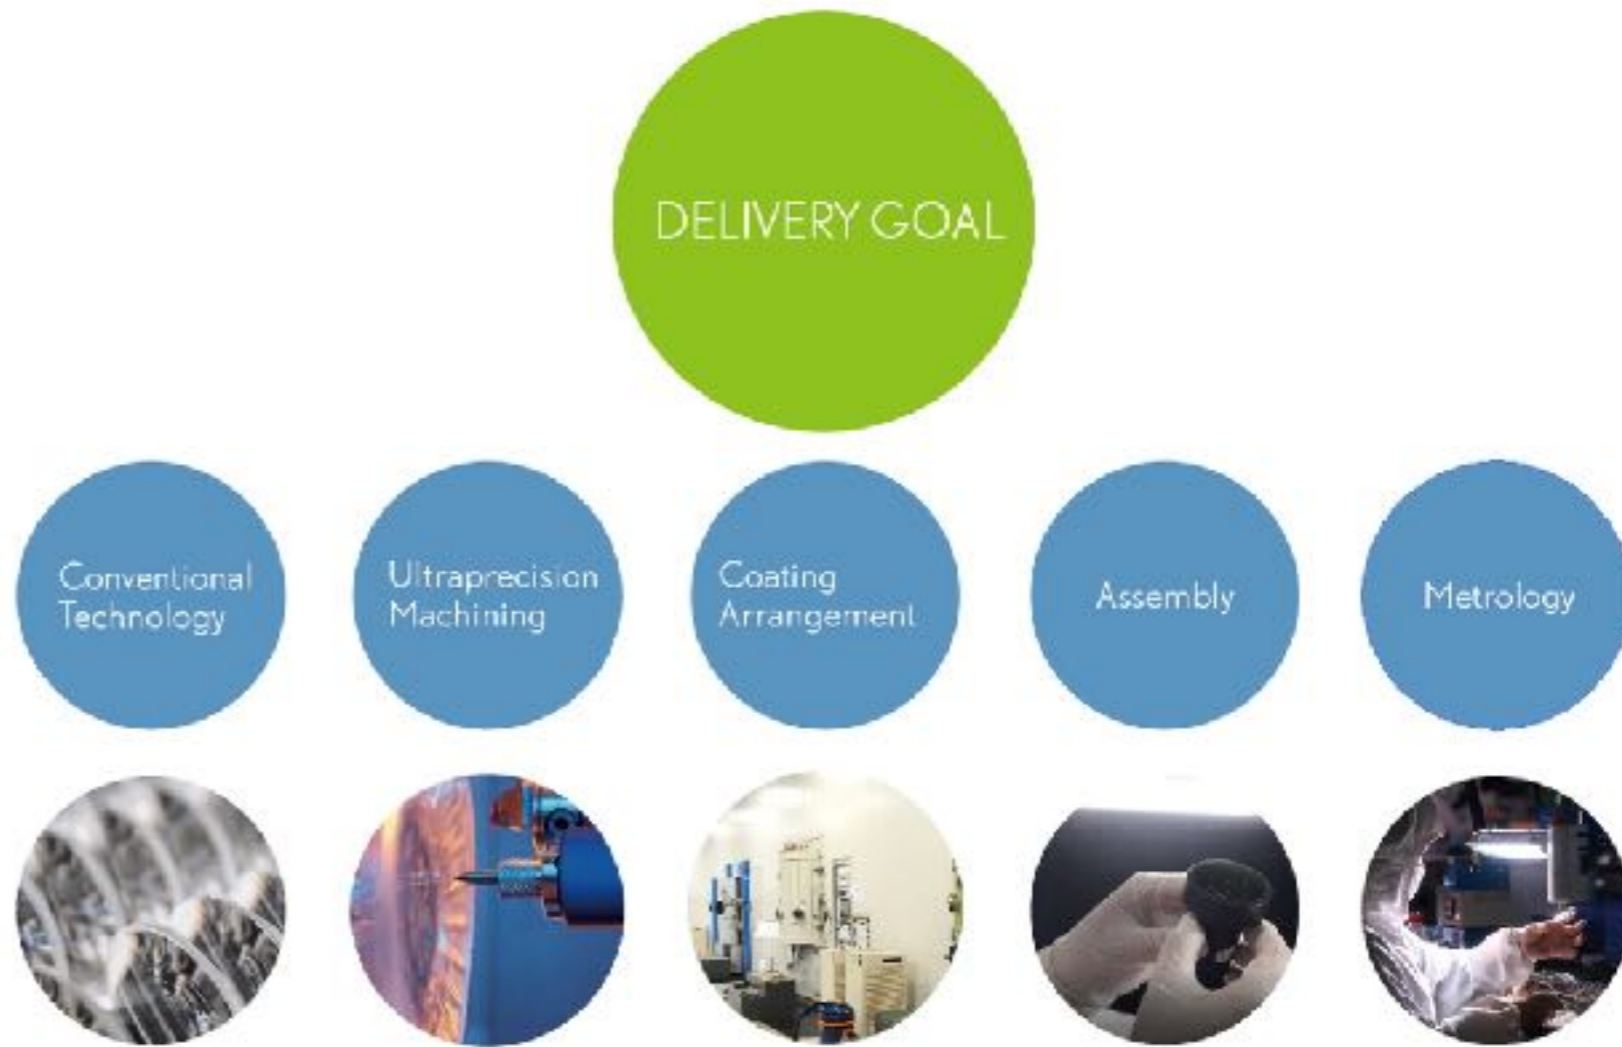 DELIVERY GOAL
Conventional
Technology
Ultraprecision
Machining
Coating
Arrangement
Assembly
Metrology